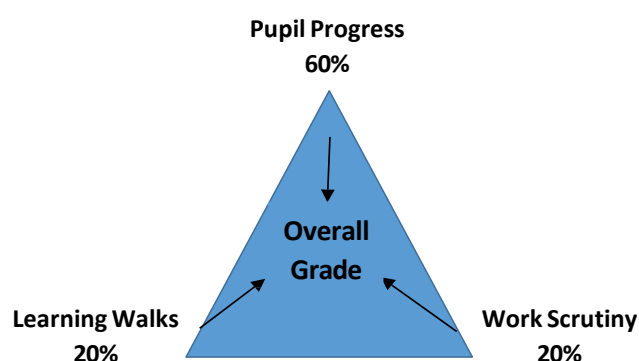 Pupil Progress
60%
Overall
Grade
Learning Walks
20%
Work Scrutiny
20%